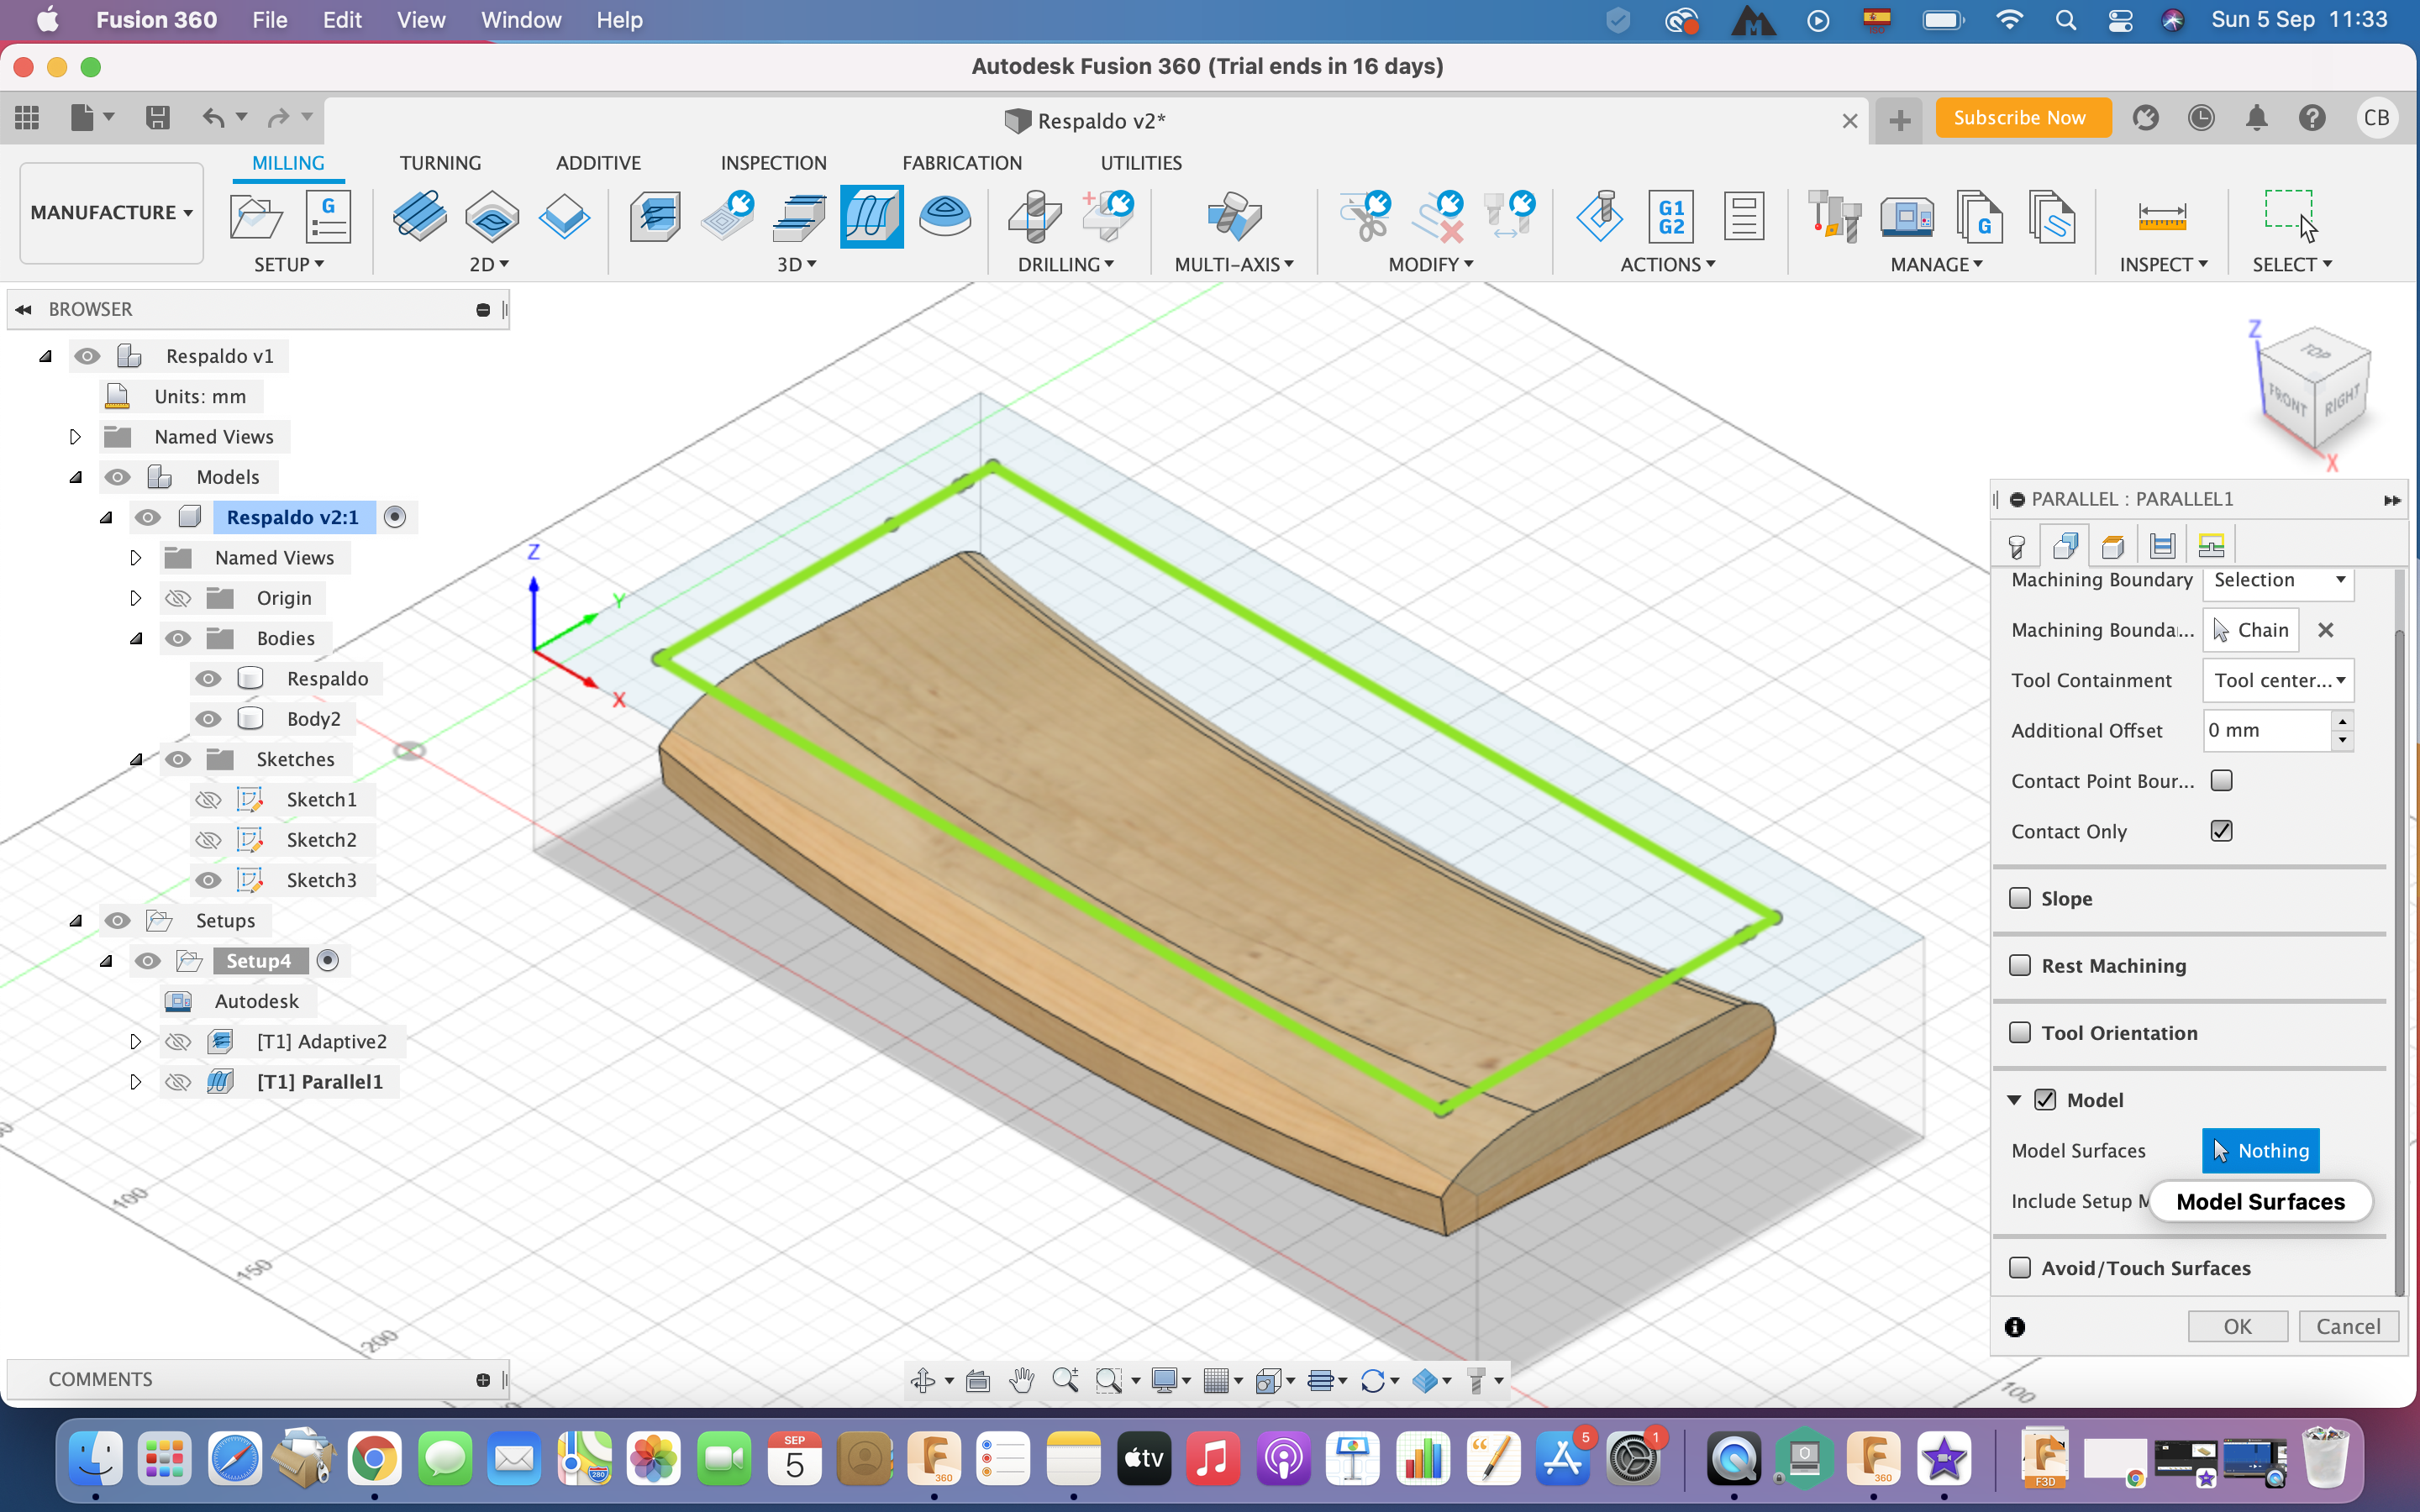 Fusion 360 File Edit View Window Help Sun 5 Sep 11:33
Autodesk Fusion 360 (Trial ends in 16 days)
Respaldo v2* Subscribe Now CB
MILLING TURNING ADDITIVE INSPECTION FABRICATION UTILITIES
MANUFACTURE
G G1 G2 G
SETUP 2D 3D DRILLING MULTI-AXIS MODIFY ACTIONS MANAGE INSPECT SELECT
BROWSER
Respaldo v1
Units: mm
Named Views
Models
Respaldo v2:1
Named Views
Origin
Bodies
Respaldo
Body2
Sketches
Sketch1
Sketch2
Sketch3
Setups
Setup4
Autodesk
[T1] Adaptive2
[T1] Parallel1
Z
Y
X
100
150
200
100
Z
TOP
FRONT RIGHT
X
PARALLEL : PARALLEL1
Machining Boundary Selection
Machining Bounda... Chain
Tool Containment Tool center...
Additional Offset 0 mm
Contact Point Bour...
Contact Only
Slope
Rest Machining
Tool Orientation
Model
Model Surfaces Nothing
Include Setup M
Model Surfaces
Avoid/Touch Surfaces
OK Cancel
COMMENTS
SEP
5
280
360
tv
5
1
360
F3D